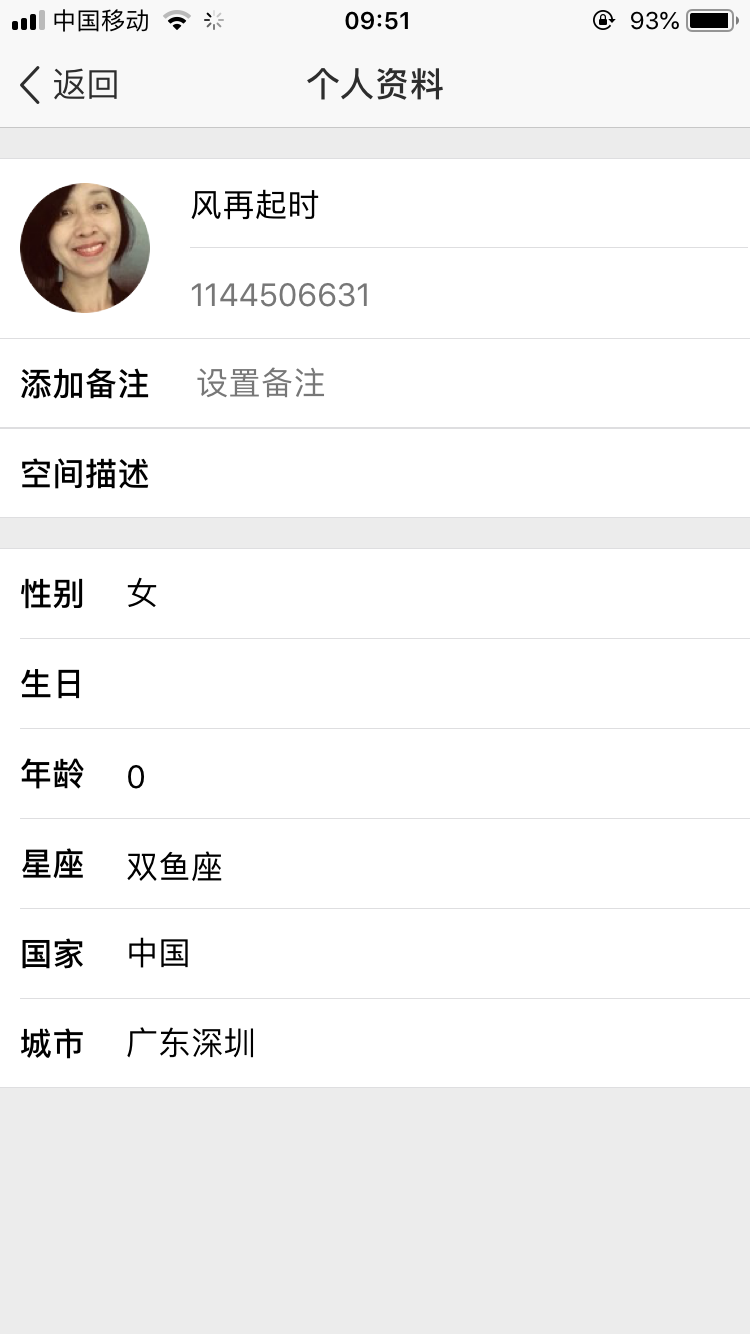 中国移动 09:51 93%
返回 个人资料
风再起时
1144506631
添加备注 设置备注
空间描述
性别 女
生日
年龄 0
星座 双鱼座
国家 中国
城市 广东深圳